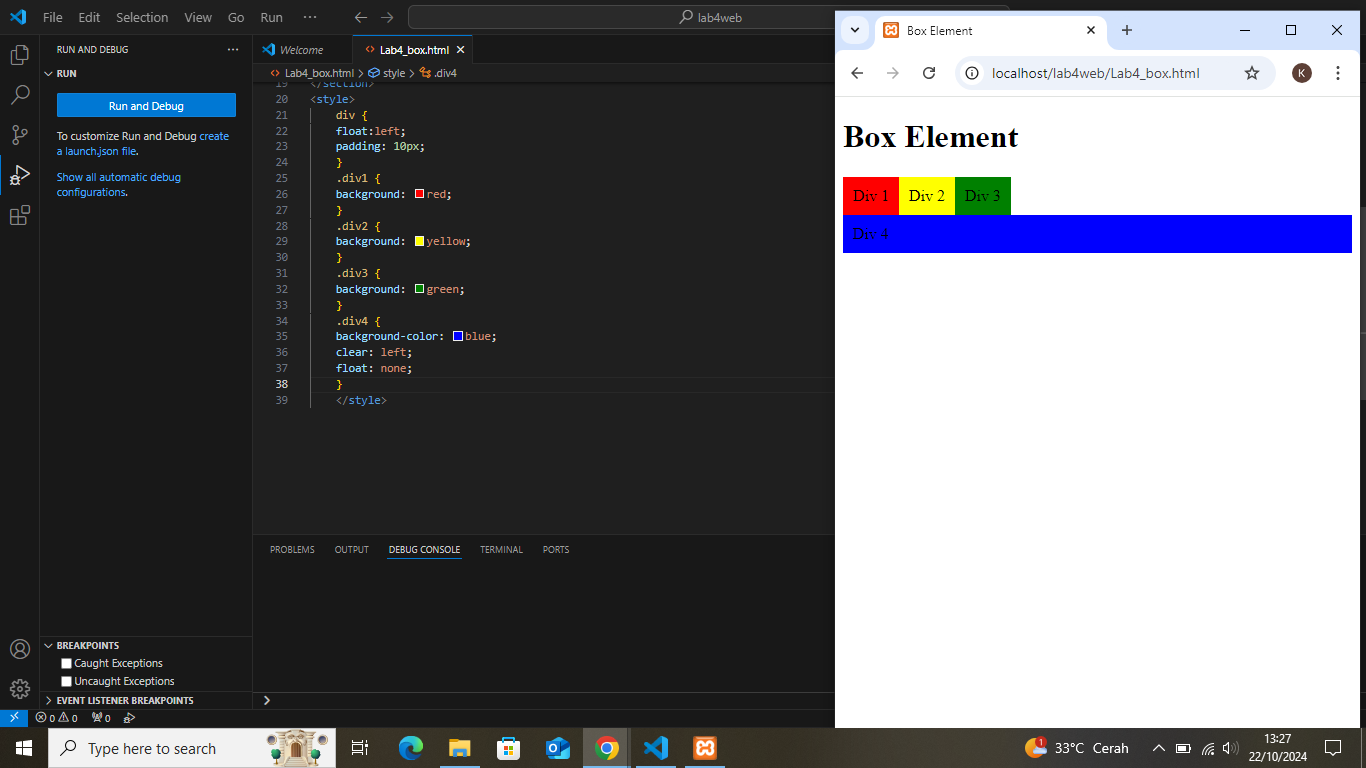 File Edit Selection View Go Run ··· lab4web
RUN AND DEBUG ···
RUN
Run and Debug
To customize Run and Debug create
a launch.json file.
Show all automatic debug
configurations.
BREAKPOINTS
Caught Exceptions
Uncaught Exceptions
EVENT LISTENER BREAKPOINTS
Welcome Lab4_box.html
Lab4_box.html > style > .div4
19 </section>
20 <style>
21 div {
22 float:left;
23 padding: 10px;
24 }
25 .div1 {
26 background: red;
27 }
28 .div2 {
29 background: yellow;
30 }
31 .div3 {
32 background: green;
33 }
34 .div4 {
35 background-color: blue;
36 clear: left;
37 float: none;
38 }
39 </style>
PROBLEMS OUTPUT DEBUG CONSOLE TERMINAL PORTS
0 0 0
Box Element
localhost/lab4web/Lab4_box.html K
Box Element
Div 1 Div 2 Div 3
Div 4
Type here to search
1 33°C Cerah
13:27
22/10/2024